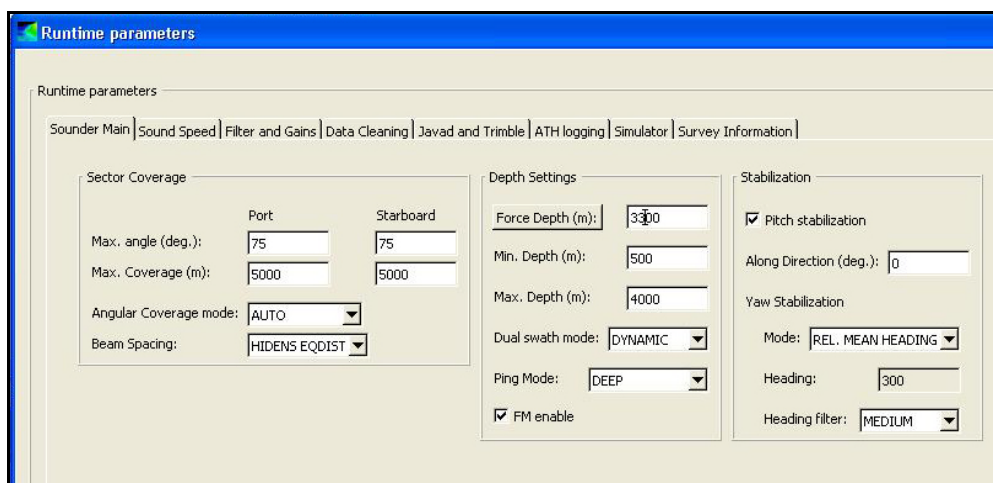 Runtime parameters
Runtime parameters
Sounder Main Sound Speed Filter and Gains Data Cleaning Javad and Trimble ATH logging Simulator Survey Information
Sector Coverage
Port Starboard
Max. angle (deg.): 75 75
Max. Coverage (m): 5000 5000
Angular Coverage mode: AUTO
Beam Spacing: HIDENS EQDIST
Depth Settings
Force Depth (m): 3300
Min. Depth (m): 500
Max. Depth (m): 4000
Dual swath mode: DYNAMIC
Ping Mode: DEEP
FM enable
Stabilization
Pitch stabilization
Along Direction (deg.): 0
Yaw Stabilization
Mode: REL. MEAN HEADING
Heading: 300
Heading filter: MEDIUM